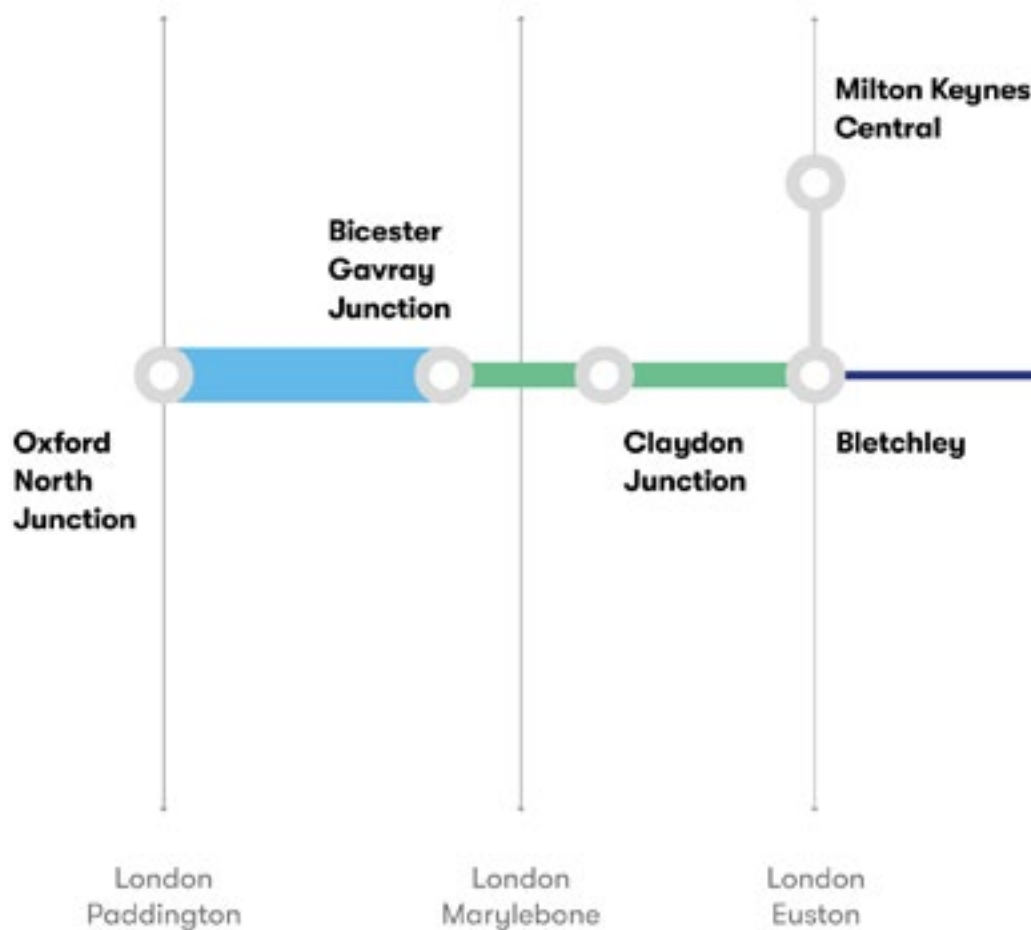 Milton Keynes
Central
Bicester
Gavray
Junction
Oxford
North
Junction
Claydon
Junction
Bletchley
London
Paddington
London
Marylebone
London
Euston